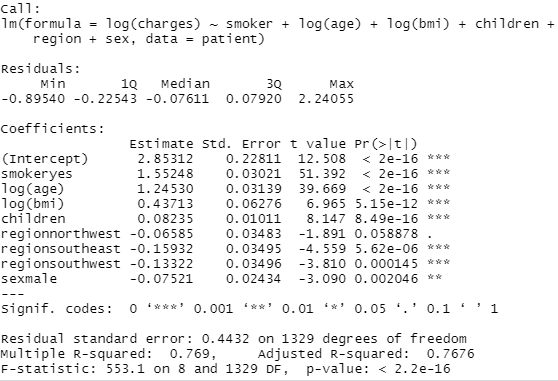 Call:
lm(formula = log(charges) ~ smoker + log(age) + log(bmi) + children +
    region + sex, data = patient)

Residuals:
     Min       1Q   Median       3Q      Max
-0.89540 -0.22543 -0.07611  0.07920  2.24055

Coefficients:
                Estimate Std. Error t value Pr(>|t|)
(Intercept)      2.85312    0.22811  12.508  < 2e-16 ***
smokeryes        1.55248    0.03021  51.392  < 2e-16 ***
log(age)         1.24530    0.03139  39.669  < 2e-16 ***
log(bmi)         0.43713    0.06276   6.965 5.15e-12 ***
children         0.08235    0.01011   8.147 8.49e-16 ***
regionnorthwest -0.06585    0.03483  -1.891 0.058878 .
regionsoutheast -0.15932    0.03495  -4.559 5.62e-06 ***
regionsouthwest -0.13322    0.03496  -3.810 0.000145 ***
sexmale         -0.07521    0.02434  -3.090 0.002046 **
---
Signif. codes:  0 ‘***’ 0.001 ‘**’ 0.01 ‘*’ 0.05 ‘.’ 0.1 ‘ ’ 1

Residual standard error: 0.4432 on 1329 degrees of freedom
Multiple R-squared:  0.769,     Adjusted R-squared:  0.7676
F-statistic: 553.1 on 8 and 1329 DF,  p-value: < 2.2e-16